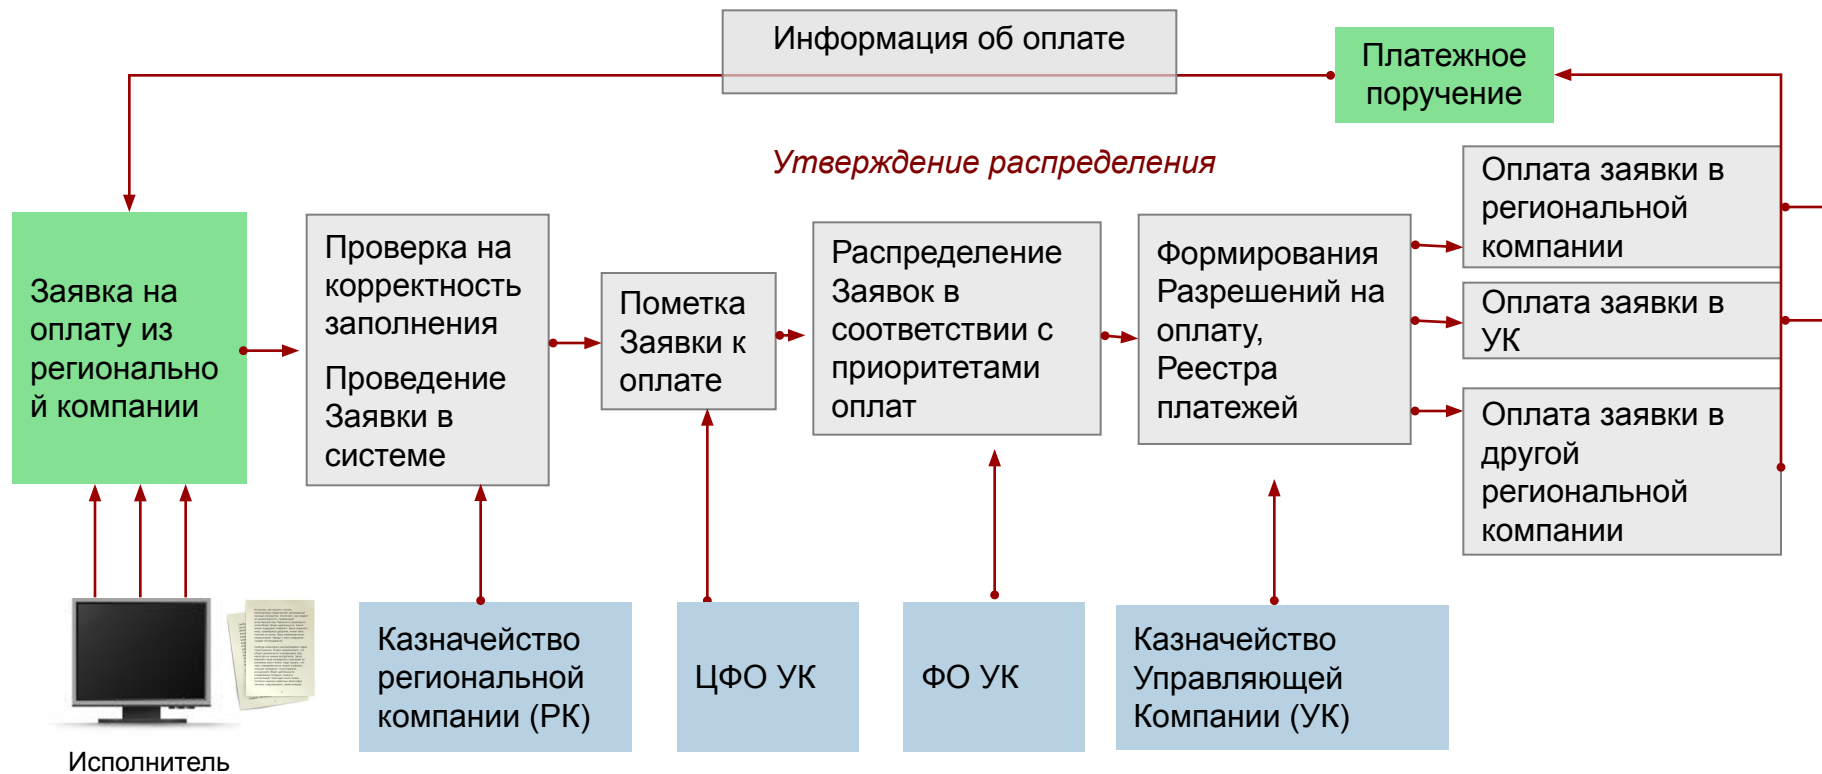 Информация об оплате
Платежное
поручение
Утверждение распределения
Заявка на
оплату из
регионально
й компании
Проверка на
корректность
заполнения
Проведение
Заявки в
системе
Пометка
Заявки к
оплате
Распределение
Заявок в
соответствии с
приоритетами
оплат
Формирования
Разрешений на
оплату,
Реестра
платежей
Оплата заявки в
региональной
компании
Оплата заявки в
УК
Оплата заявки в
другой
региональной
компании
Казначейство
региональной
компании (РК)
ЦФО УК
ФО УК
Казначейство
Управляющей
Компании (УК)
Исполнитель